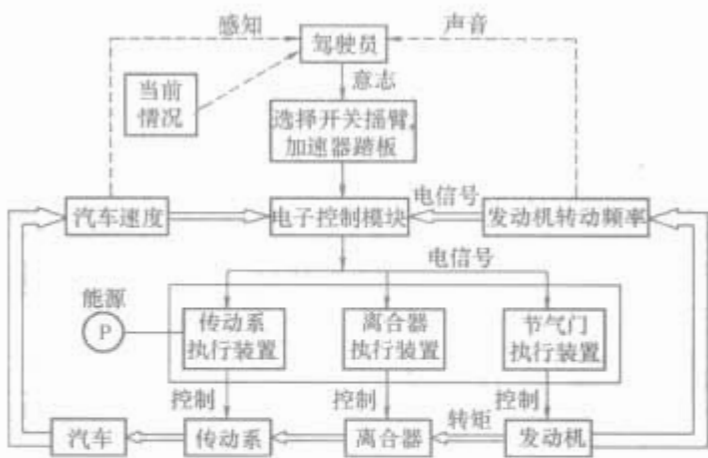 感知
声音
驾驶员
当前
情况
意志
选择开关摇臂,
加速器踏板
汽车速度
电子控制模块
电信号
发动机转动频率
电信号
能源
P
传动系
执行装置
离合器
执行装置
节气门
执行装置
控制
控制
控制
汽车
传动系
离合器
转矩
发动机